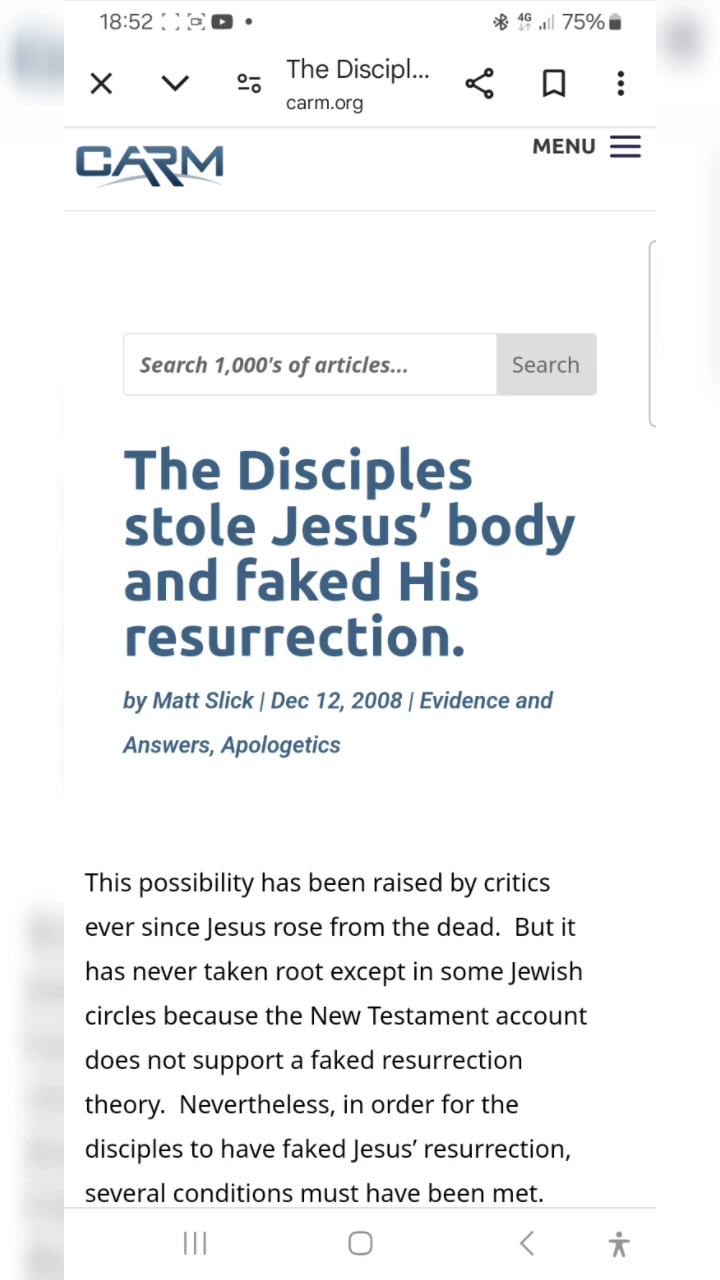 18:52 4G 75%
The Discipl...
carm.org
CARM
MENU
Search 1,000's of articles...
Search
The Disciples
stole Jesus’ body
and faked His
resurrection.
by Matt Slick | Dec 12, 2008 | Evidence and
Answers, Apologetics
This possibility has been raised by critics
ever since Jesus rose from the dead.  But it
has never taken root except in some Jewish
circles because the New Testament account
does not support a faked resurrection
theory.  Nevertheless, in order for the
disciples to have faked Jesus’ resurrection,
several conditions must have been met.